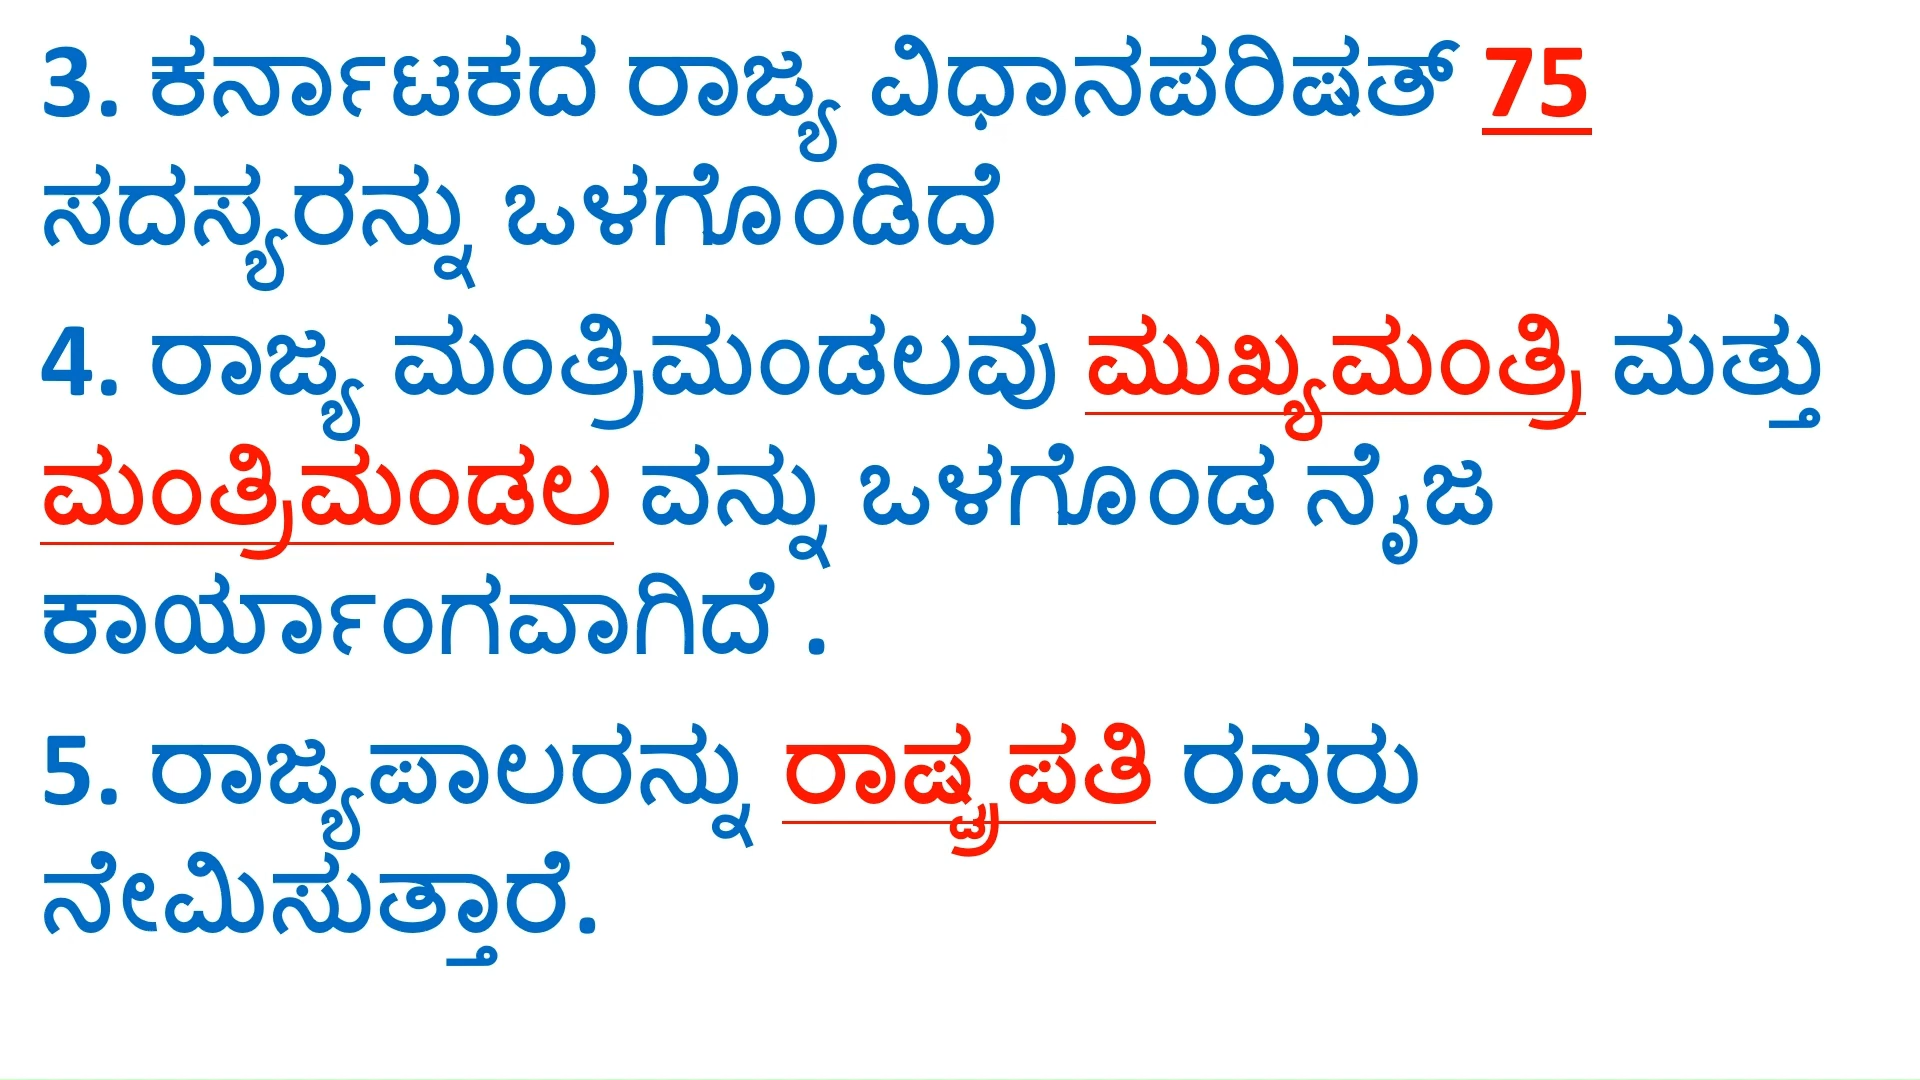 3. ಕರ್ನಾಟಕದ ರಾಜ್ಯ ವಿಧಾನಪರಿಷತ್ 75
ಸದಸ್ಯರನ್ನು ಒಳಗೊಂಡಿದೆ
4. ರಾಜ್ಯ ಮಂತ್ರಿಮಂಡಲವು ಮುಖ್ಯಮಂತ್ರಿ ಮತ್ತು
ಮಂತ್ರಿಮಂಡಲ ವನ್ನು ಒಳಗೊಂಡ ನೈಜ
ಕಾರ್ಯಾಂಗವಾಗಿದೆ .
5. ರಾಜ್ಯಪಾಲರನ್ನು ರಾಷ್ಟ್ರಪತಿ ರವರು
ನೇಮಿಸುತ್ತಾರೆ.